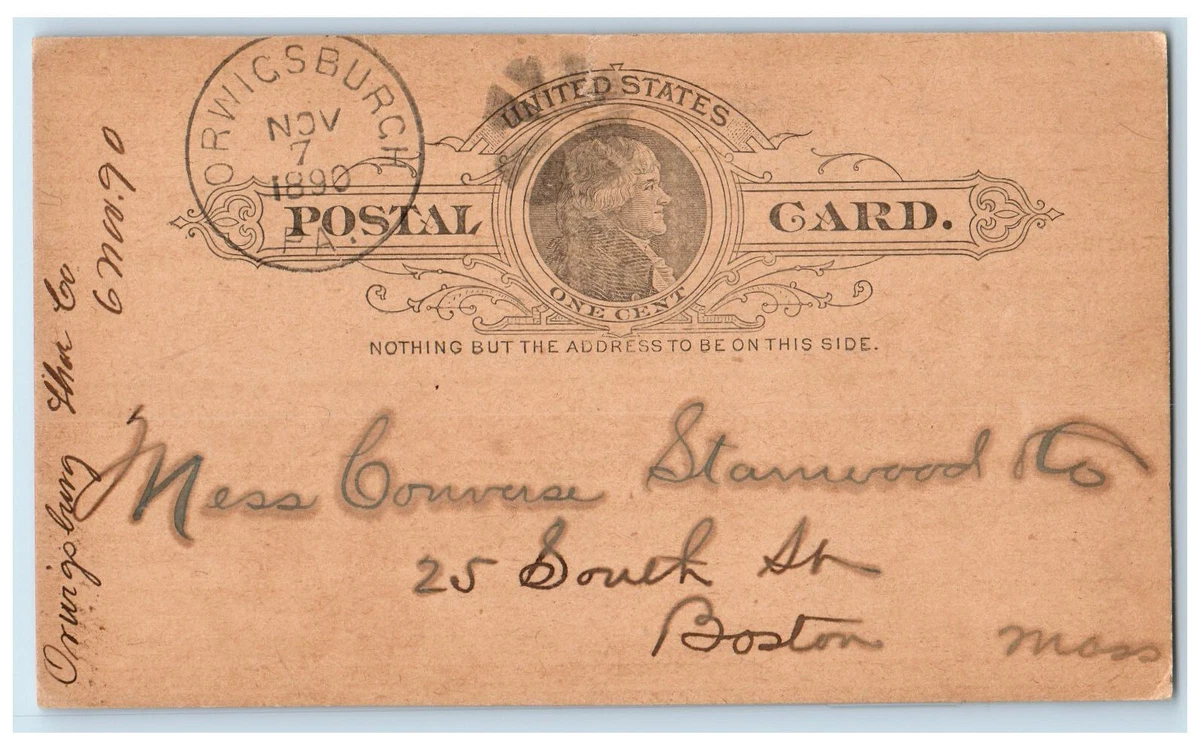 ORWIGSBURGH
NOV
7
1890
PA.
UNITED STATES
POSTAL CARD.
ONE CENT
NOTHING BUT THE ADDRESS TO BE ON THIS SIDE.
Mess Converse Stanwood & Co
25 South St
Boston Mass
Orwigsburg Shoe Co
6 Nov. 90